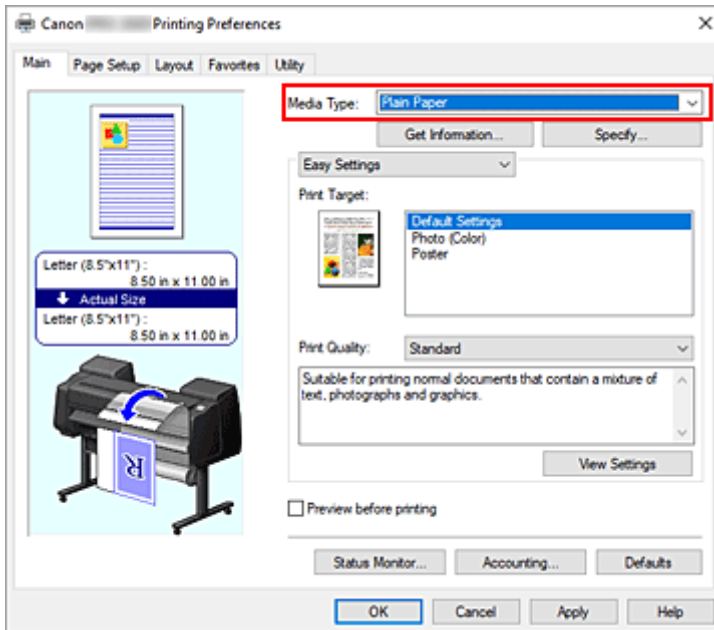 Canon Printing Preferences
Main Page Setup Layout Favorites Utility
Media Type: Plain Paper
Get Information... Specify...
Easy Settings
Print Target:
Default Settings
Photo (Color)
Poster
Letter (8.5"x11") :
8.50 in x 11.00 in
Actual Size
Letter (8.5"x11") :
8.50 in x 11.00 in
R
Print Quality: Standard
Suitable for printing normal documents that contain a mixture of
text, photographs and graphics.
View Settings
Preview before printing
Status Monitor... Accounting... Defaults
OK Cancel Apply Help